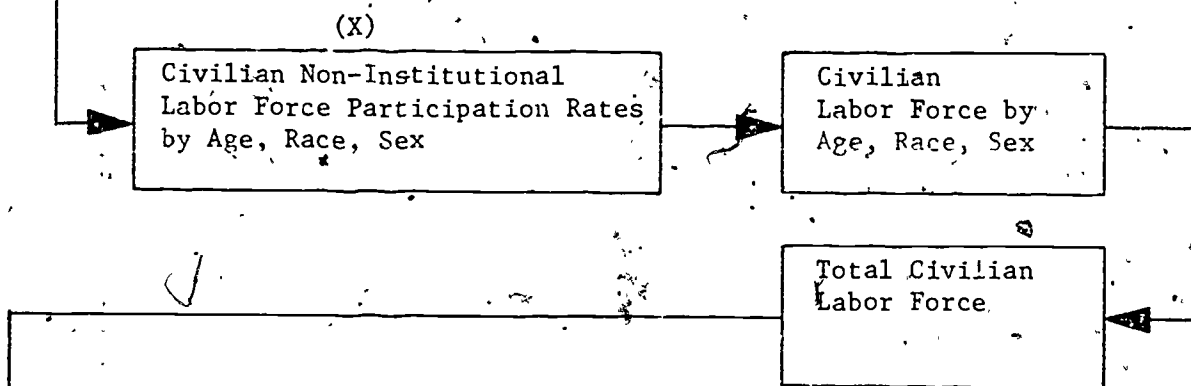 (X)
Civilian Non-Institutional
Labor Force Participation Rates
by Age, Race, Sex
Civilian
Labor Force by
Age, Race, Sex
Total Civilian
Labor Force